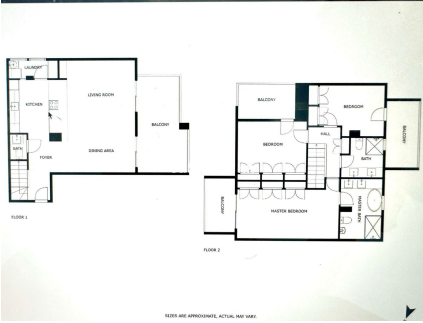 LAUNDRY
KITCHEN
LIVING ROOM
BALCONY
BATH
FOYER
DINING AREA
FLOOR 1
BALCONY
BEDROOM
BALCONY
HALL
BEDROOM
BATH
BALCONY
MASTER BEDROOM
MASTER BATH
FLOOR 2
SIZES ARE APPROXIMATE, ACTUAL MAY VARY.